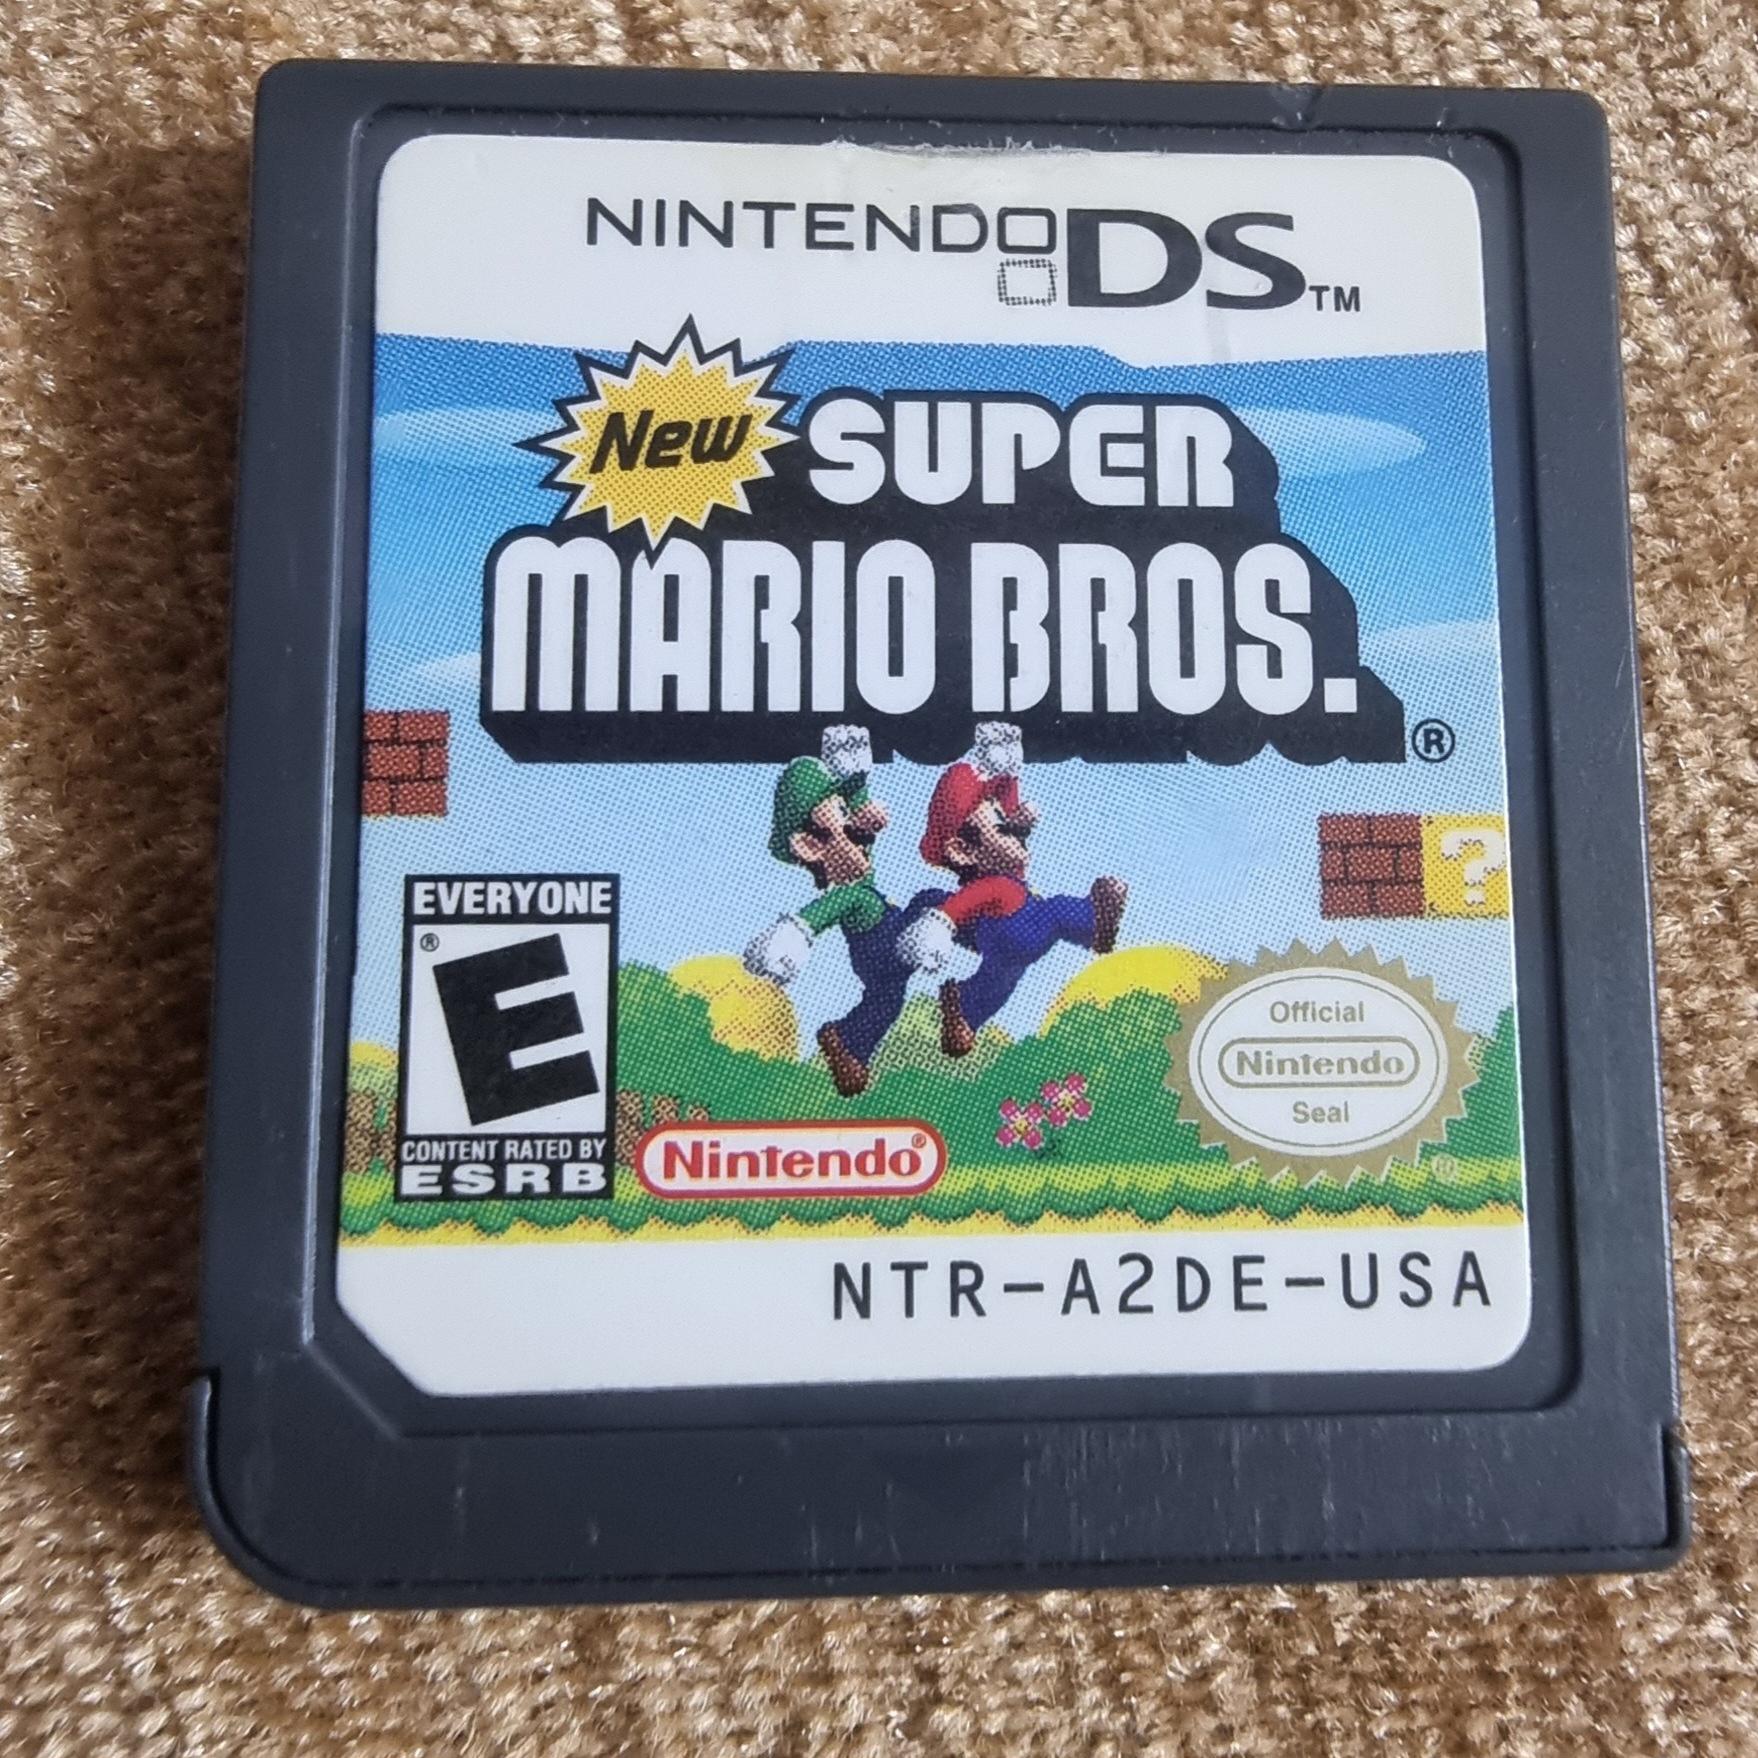 NINTENDO DS™
New SUPER
MARIO BROS.®
?
EVERYONE
E®
CONTENT RATED BY
ESRB
Nintendo®
Official
Nintendo
Seal
®
NTR-A2DE-USA